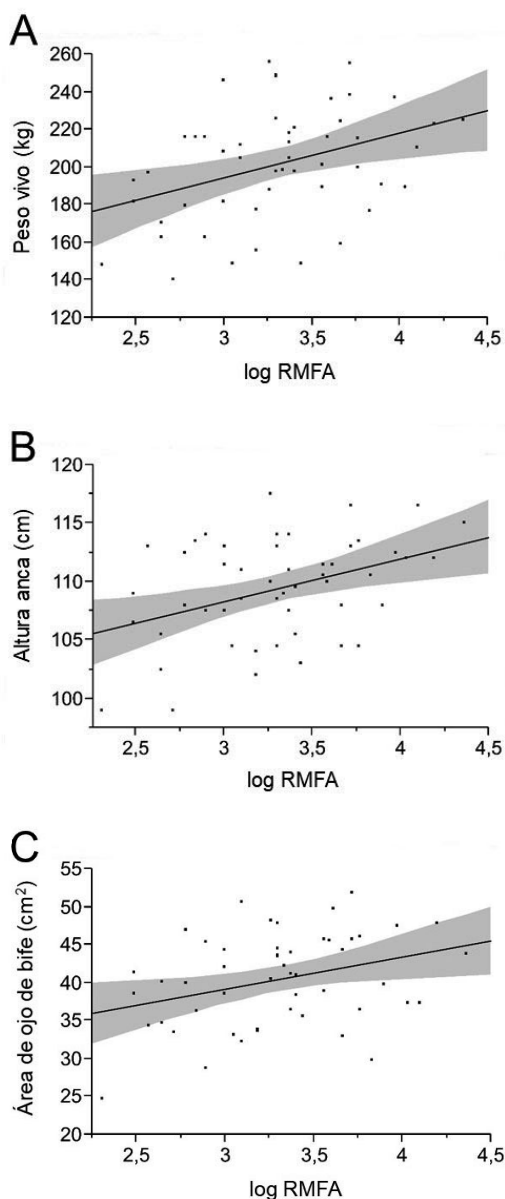 A
260
240
220
200
180
160
140
120
Peso vivo (kg)
2,5 3 3,5 4 4,5
log RMFA
B
120
115
110
105
100
Altura anca (cm)
2,5 3 3,5 4 4,5
log RMFA
C
55
50
45
40
35
30
25
20
Área de ojo de bife (cm²)
2,5 3 3,5 4 4,5
log RMFA